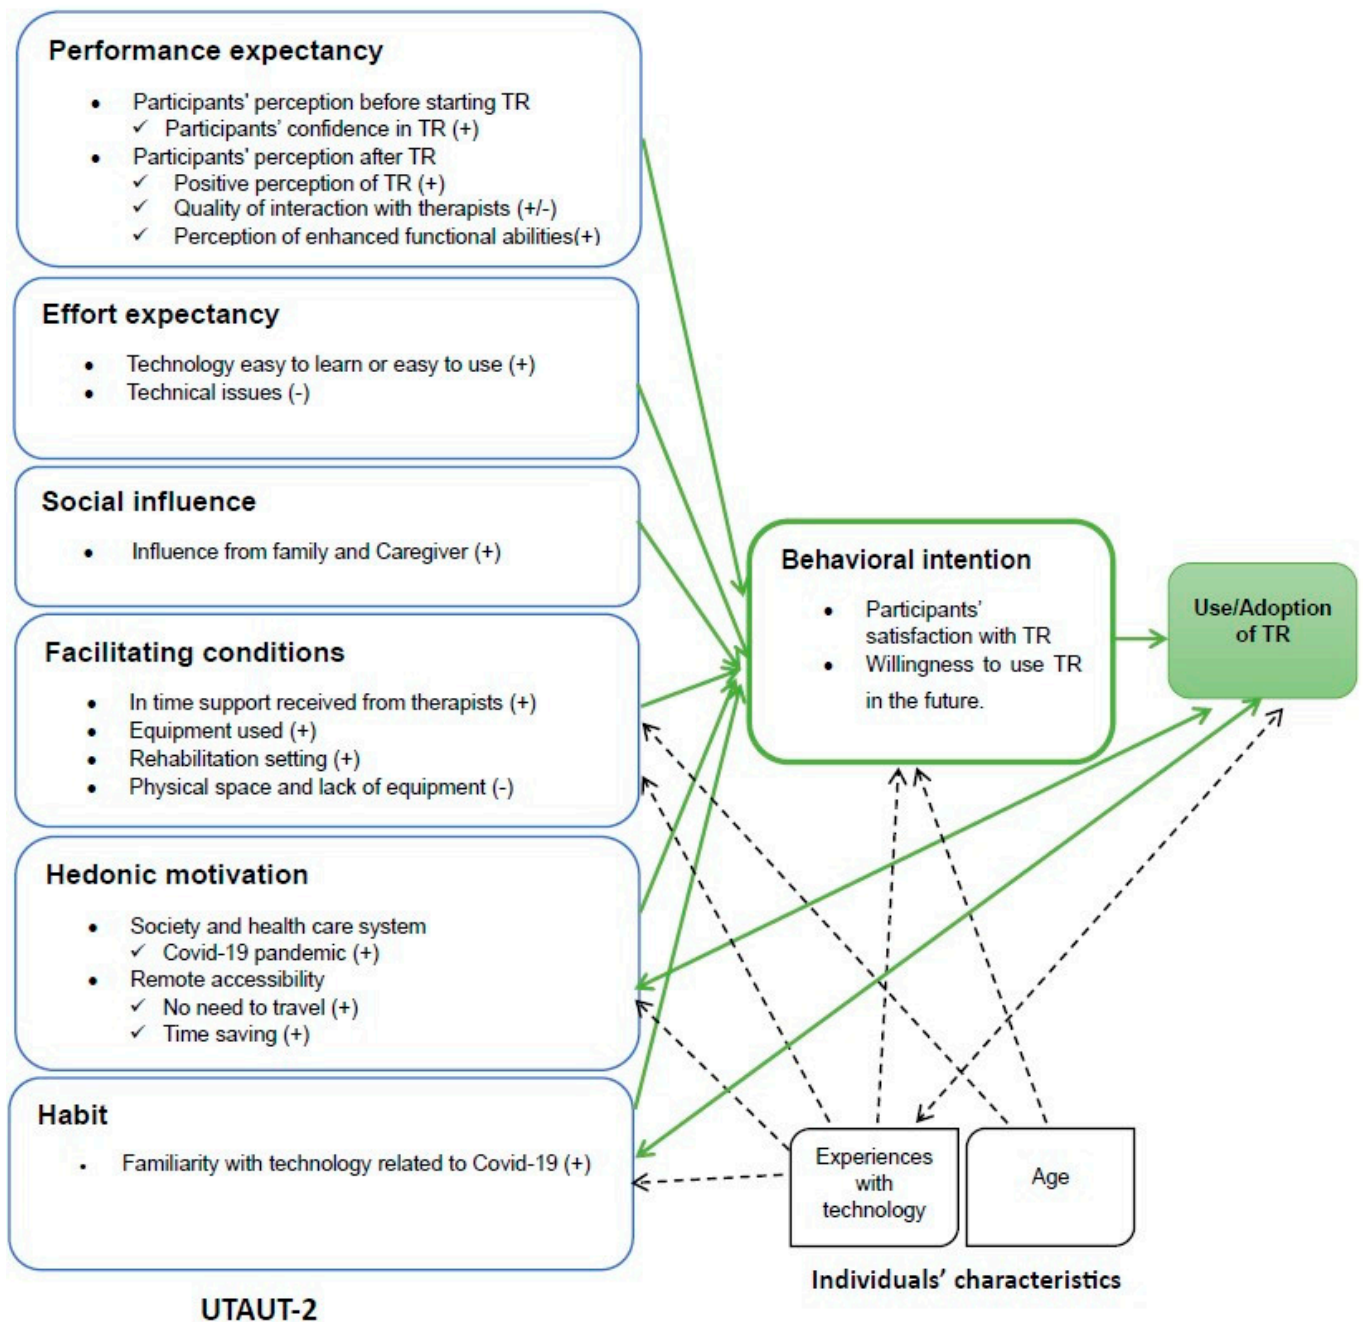 Performance expectancy
• Participants' perception before starting TR
✓ Participants' confidence in TR (+)
• Participants' perception after TR
✓ Positive perception of TR (+)
✓ Quality of interaction with therapists (+/-)
✓ Perception of enhanced functional abilities(+)
Effort expectancy
• Technology easy to learn or easy to use (+)
• Technical issues (-)
Social influence
• Influence from family and Caregiver (+)
Facilitating conditions
• In time support received from therapists (+)
• Equipment used (+)
• Rehabilitation setting (+)
• Physical space and lack of equipment (-)
Hedonic motivation
• Society and health care system
✓ Covid-19 pandemic (+)
• Remote accessibility
✓ No need to travel (+)
✓ Time saving (+)
Habit
• Familiarity with technology related to Covid-19 (+)
UTAUT-2
Behavioral intention
• Participants'
satisfaction with TR
• Willingness to use TR
in the future.
Use/Adoption
of TR
Experiences
with
technology
Age
Individuals' characteristics